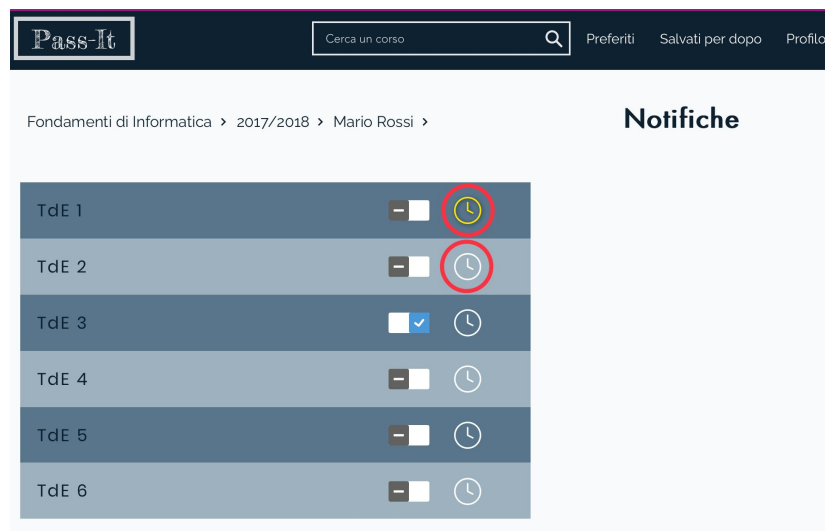 Pass-It
Cerca un corso
Preferiti
Salvati per dopo
Profilo
Fondamenti di Informatica > 2017/2018 > Mario Rossi >
Notifiche
TdE 1
TdE 2
TdE 3
TdE 4
TdE 5
TdE 6